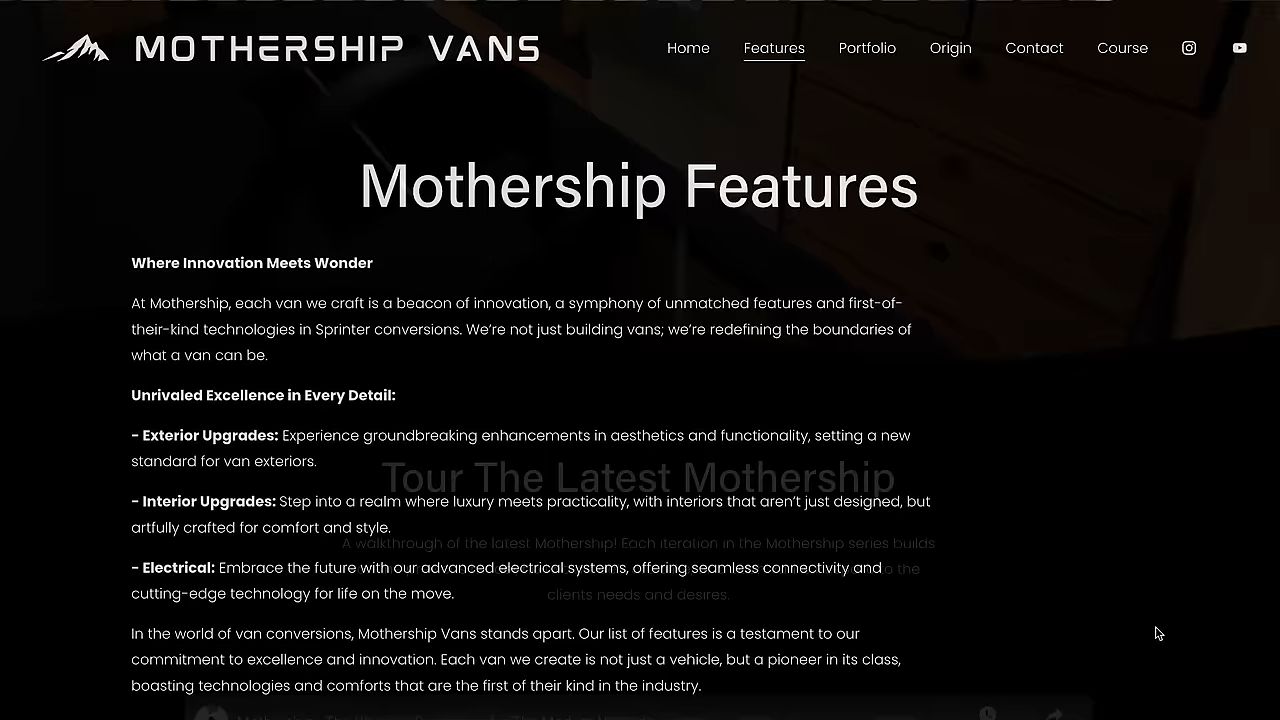 MOTHERSHIP VANS
Home Features Portfolio Origin Contact Course
Mothership Features
Where Innovation Meets Wonder
At Mothership, each van we craft is a beacon of innovation, a symphony of unmatched features and first-of-
their-kind technologies in Sprinter conversions. We’re not just building vans; we’re redefining the boundaries of
what a van can be.
Unrivaled Excellence in Every Detail:
- Exterior Upgrades: Experience groundbreaking enhancements in aesthetics and functionality, setting a new
standard for van exteriors.
Tour The Latest Mothership
- Interior Upgrades: Step into a realm where luxury meets practicality, with interiors that aren’t just designed, but
artfully crafted for comfort and style.
A walkthrough of the latest Mothership! Each iteration in the Mothership series builds
- Electrical: Embrace the future with our advanced electrical systems, offering seamless connectivity and
to the
cutting-edge technology for life on the move.
clients needs and desires.
In the world of van conversions, Mothership Vans stands apart. Our list of features is a testament to our
commitment to excellence and innovation. Each van we create is not just a vehicle, but a pioneer in its class,
boasting technologies and comforts that are the first of their kind in the industry.